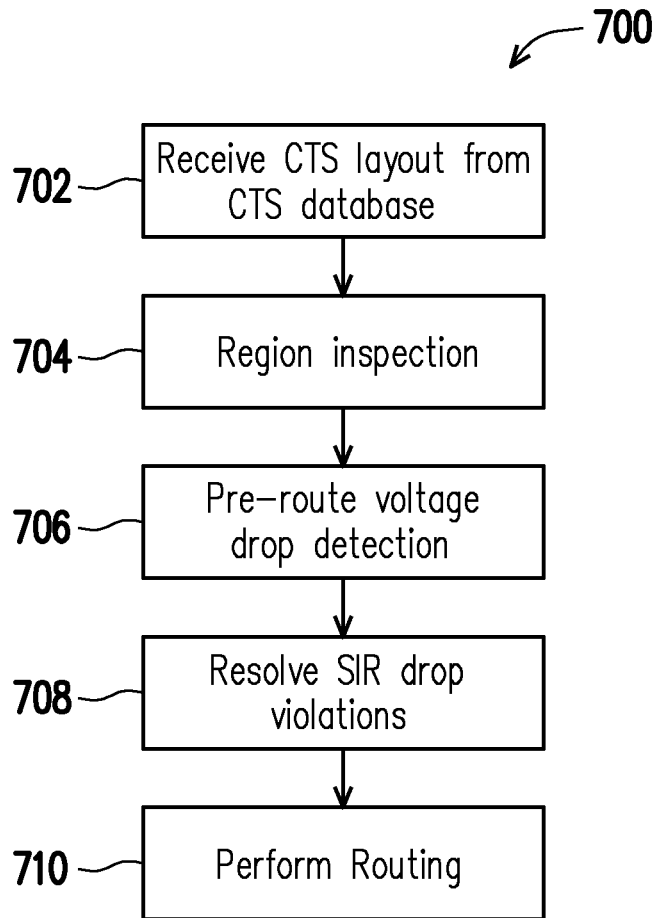 700
702
Receive CTS layout from
CTS database
704
Region inspection
706
Pre-route voltage
drop detection
708
Resolve SIR drop
violations
710
Perform Routing